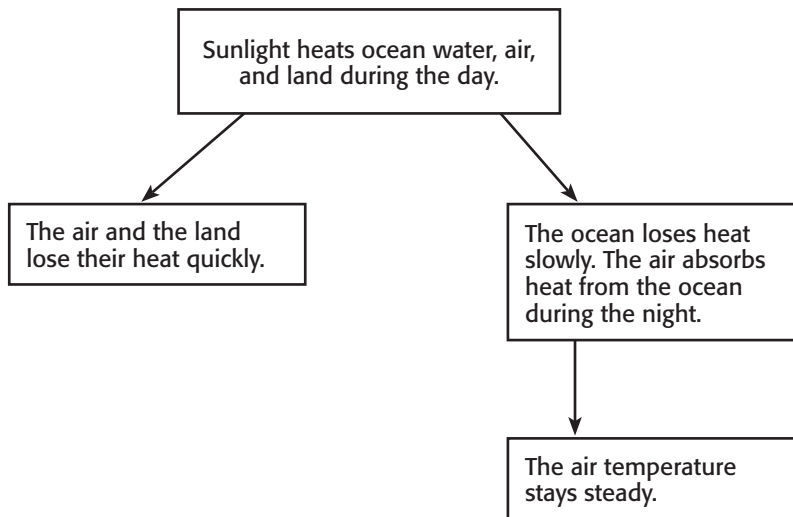 Sunlight heats ocean water, air,
and land during the day.
The air and the land
lose their heat quickly.
The ocean loses heat
slowly. The air absorbs
heat from the ocean
during the night.
The air temperature
stays steady.